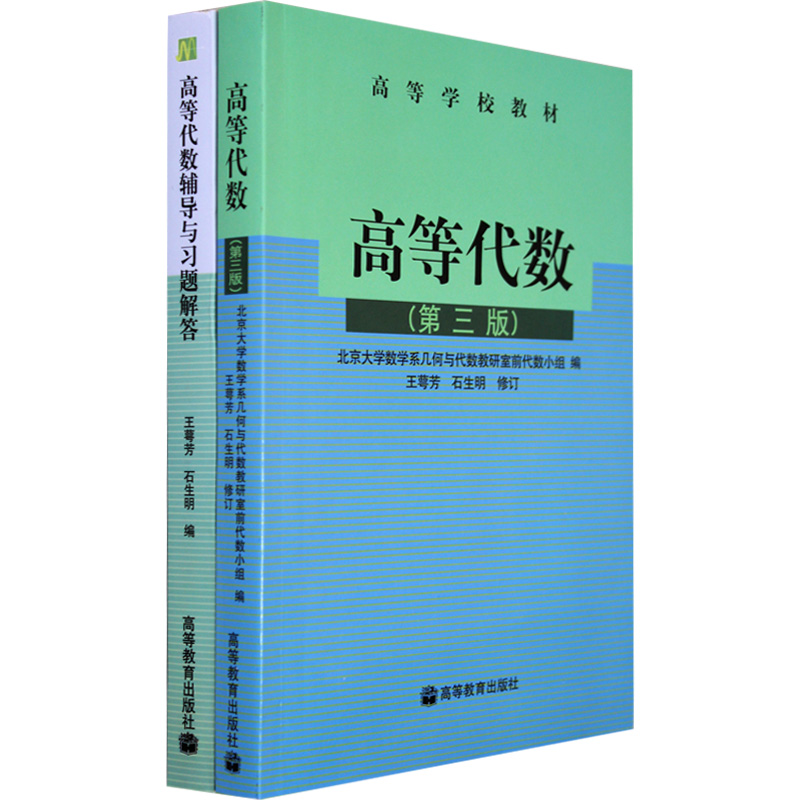 高等代数辅导与习题解答
王萼芳 石生明 编
高等教育出版社
高等代数
(第三版)
北京大学数学系几何与代数教研室前代数小组 编
王萼芳 石生明 修订
高等教育出版社
高等学校教材
高等代数
(第三版)
北京大学数学系几何与代数教研室前代数小组 编
王萼芳 石生明 修订
高等教育出版社